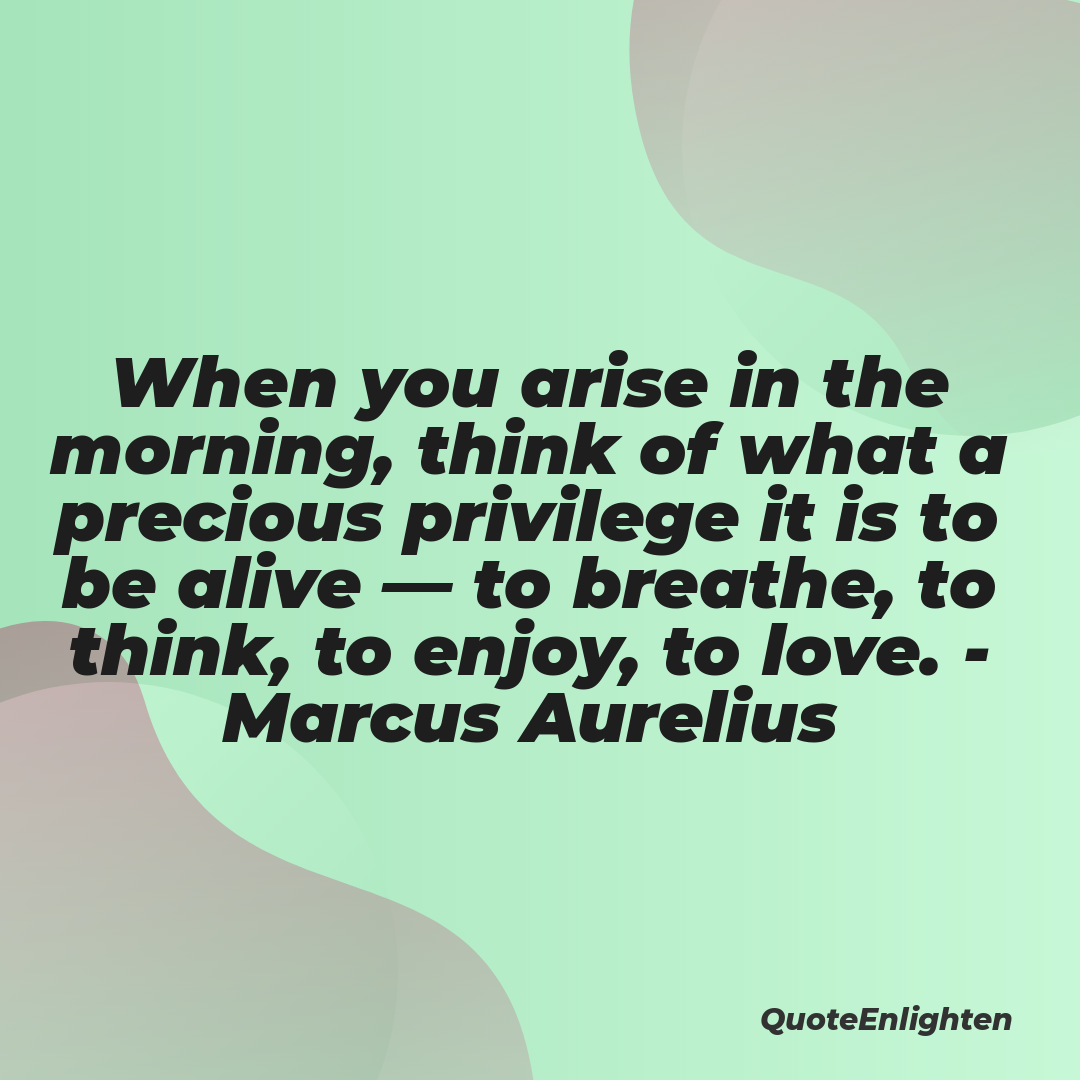 When you arise in the
morning, think of what a
precious privilege it is to
be alive — to breathe, to
think, to enjoy, to love. -
Marcus Aurelius
QuoteEnlighten